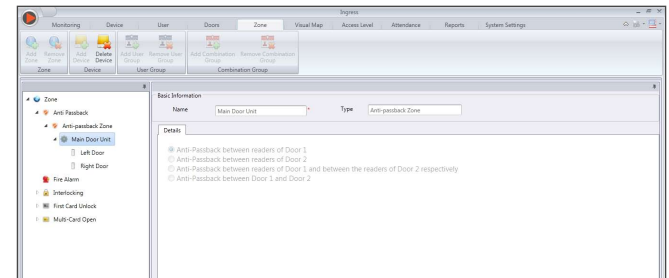 Ingress
Monitoring Device User Doors Zone Visual Map Access Level Attendance Reports System Settings
Add Zone Remove Zone Add Device Delete Device Add User Group Remove User Group Add Combination Group Remove Combination Group
Zone Device User Group Combination Group
Zone
Anti Passback
Anti-passback Zone
Main Door Unit
Left Door
Right Door
Fire Alarm
Interlocking
First Card Unlock
Multi-Card Open
Basic Information
Name Main Door Unit * Type Anti-passback Zone
Details
Anti-Passback between readers of Door 1
Anti-Passback between readers of Door 2
Anti-Passback between readers of Door 1 and between the readers of Door 2 respectively
Anti-Passback between Door 1 and Door 2